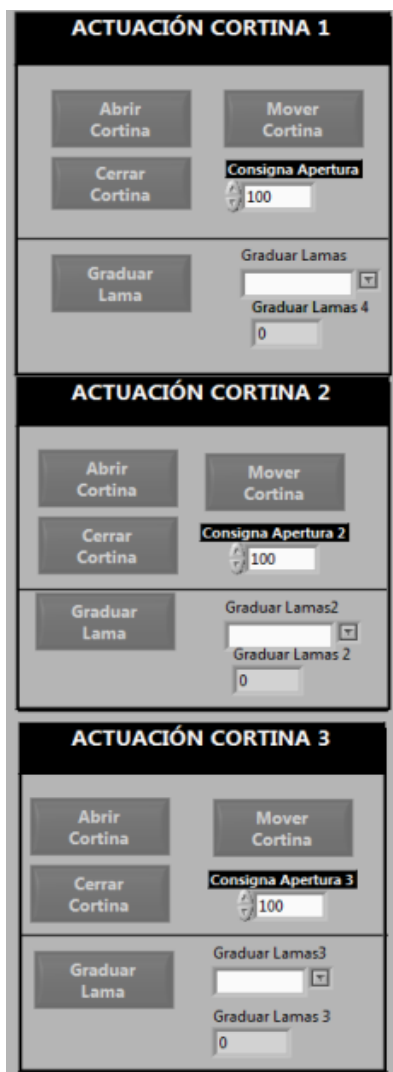 ACTUACIÓN CORTINA 1
Abrir
Cortina
Mover
Cortina
Cerrar
Cortina
Consigna Apertura
100
Graduar
Lama
Graduar Lamas
Graduar Lamas 4
0
ACTUACIÓN CORTINA 2
Abrir
Cortina
Mover
Cortina
Cerrar
Cortina
Consigna Apertura 2
100
Graduar
Lama
Graduar Lamas2
Graduar Lamas 2
0
ACTUACIÓN CORTINA 3
Abrir
Cortina
Mover
Cortina
Cerrar
Cortina
Consigna Apertura 3
100
Graduar
Lama
Graduar Lamas3
Graduar Lamas 3
0